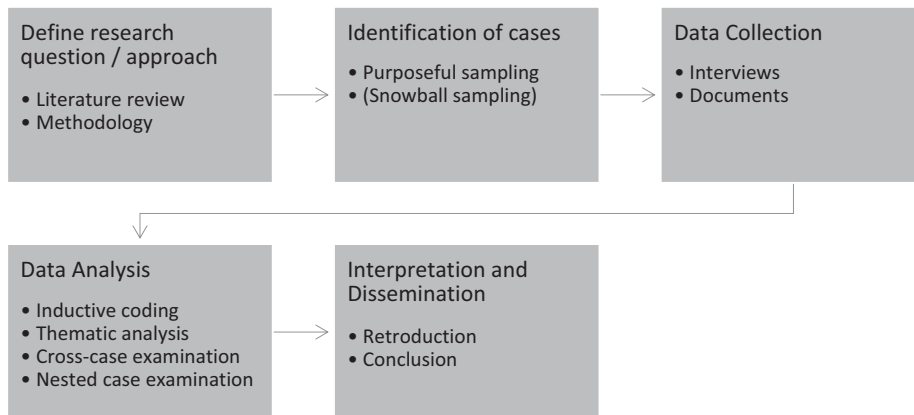 Define research
question / approach
• Literature review
• Methodology
Identification of cases
• Purposeful sampling
• (Snowball sampling)
Data Collection
• Interviews
• Documents
Data Analysis
• Inductive coding
• Thematic analysis
• Cross-case examination
• Nested case examination
Interpretation and
Dissemination
• Retroduction
• Conclusion